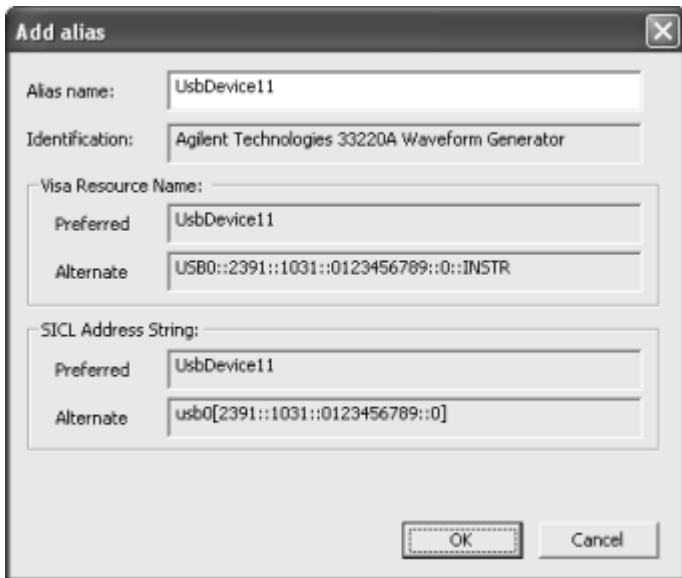 Add alias
Alias name: UsbDevice11
Identification: Agilent Technologies 33220A Waveform Generator
Visa Resource Name:
Preferred UsbDevice11
Alternate USB0::2391::1031::0123456789::0::INSTR
SICL Address String:
Preferred UsbDevice11
Alternate usb0[2391::1031::0123456789::0]
OK Cancel